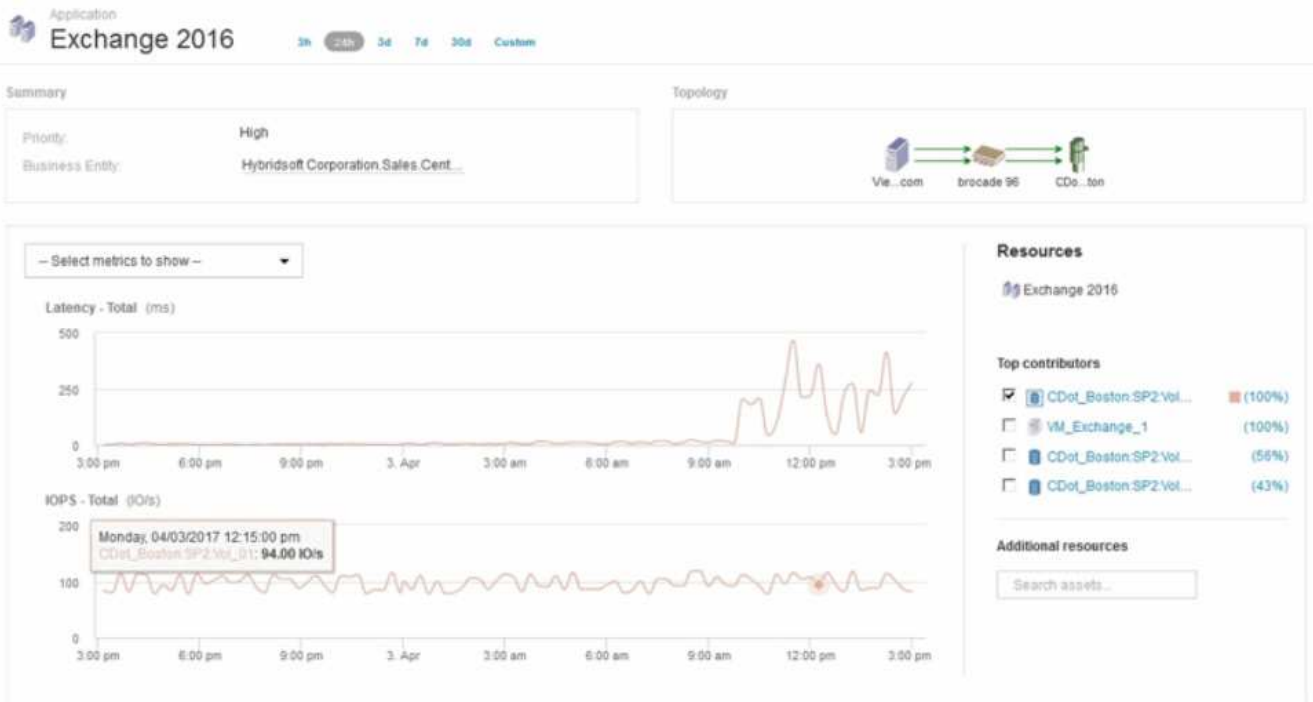 Application
Exchange 2016
3h 24h 3d 7d 30d Custom
Summary
Priority: High
Business Entity: Hybridsoft Corporation.Sales.Cent...
Topology
Vie...com brocade 96 CDo...ton
-- Select metrics to show --
Latency - Total (ms)
500
250
0
3:00 pm 6:00 pm 9:00 pm 3. Apr 3:00 am 6:00 am 9:00 am 12:00 pm 3:00 pm
IOPS - Total (IO/s)
200
100
0
Monday, 04/03/2017 12:15:00 pm
CDot_Boston:SP2:Vol_01: 94.00 IO/s
3:00 pm 6:00 pm 9:00 pm 3. Apr 3:00 am 6:00 am 9:00 am 12:00 pm 3:00 pm
Resources
Exchange 2016
Top contributors
CDot_Boston:SP2:Vol... (100%)
VM_Exchange_1 (100%)
CDot_Boston:SP2:Vol... (56%)
CDot_Boston:SP2:Vol... (43%)
Additional resources
Search assets...